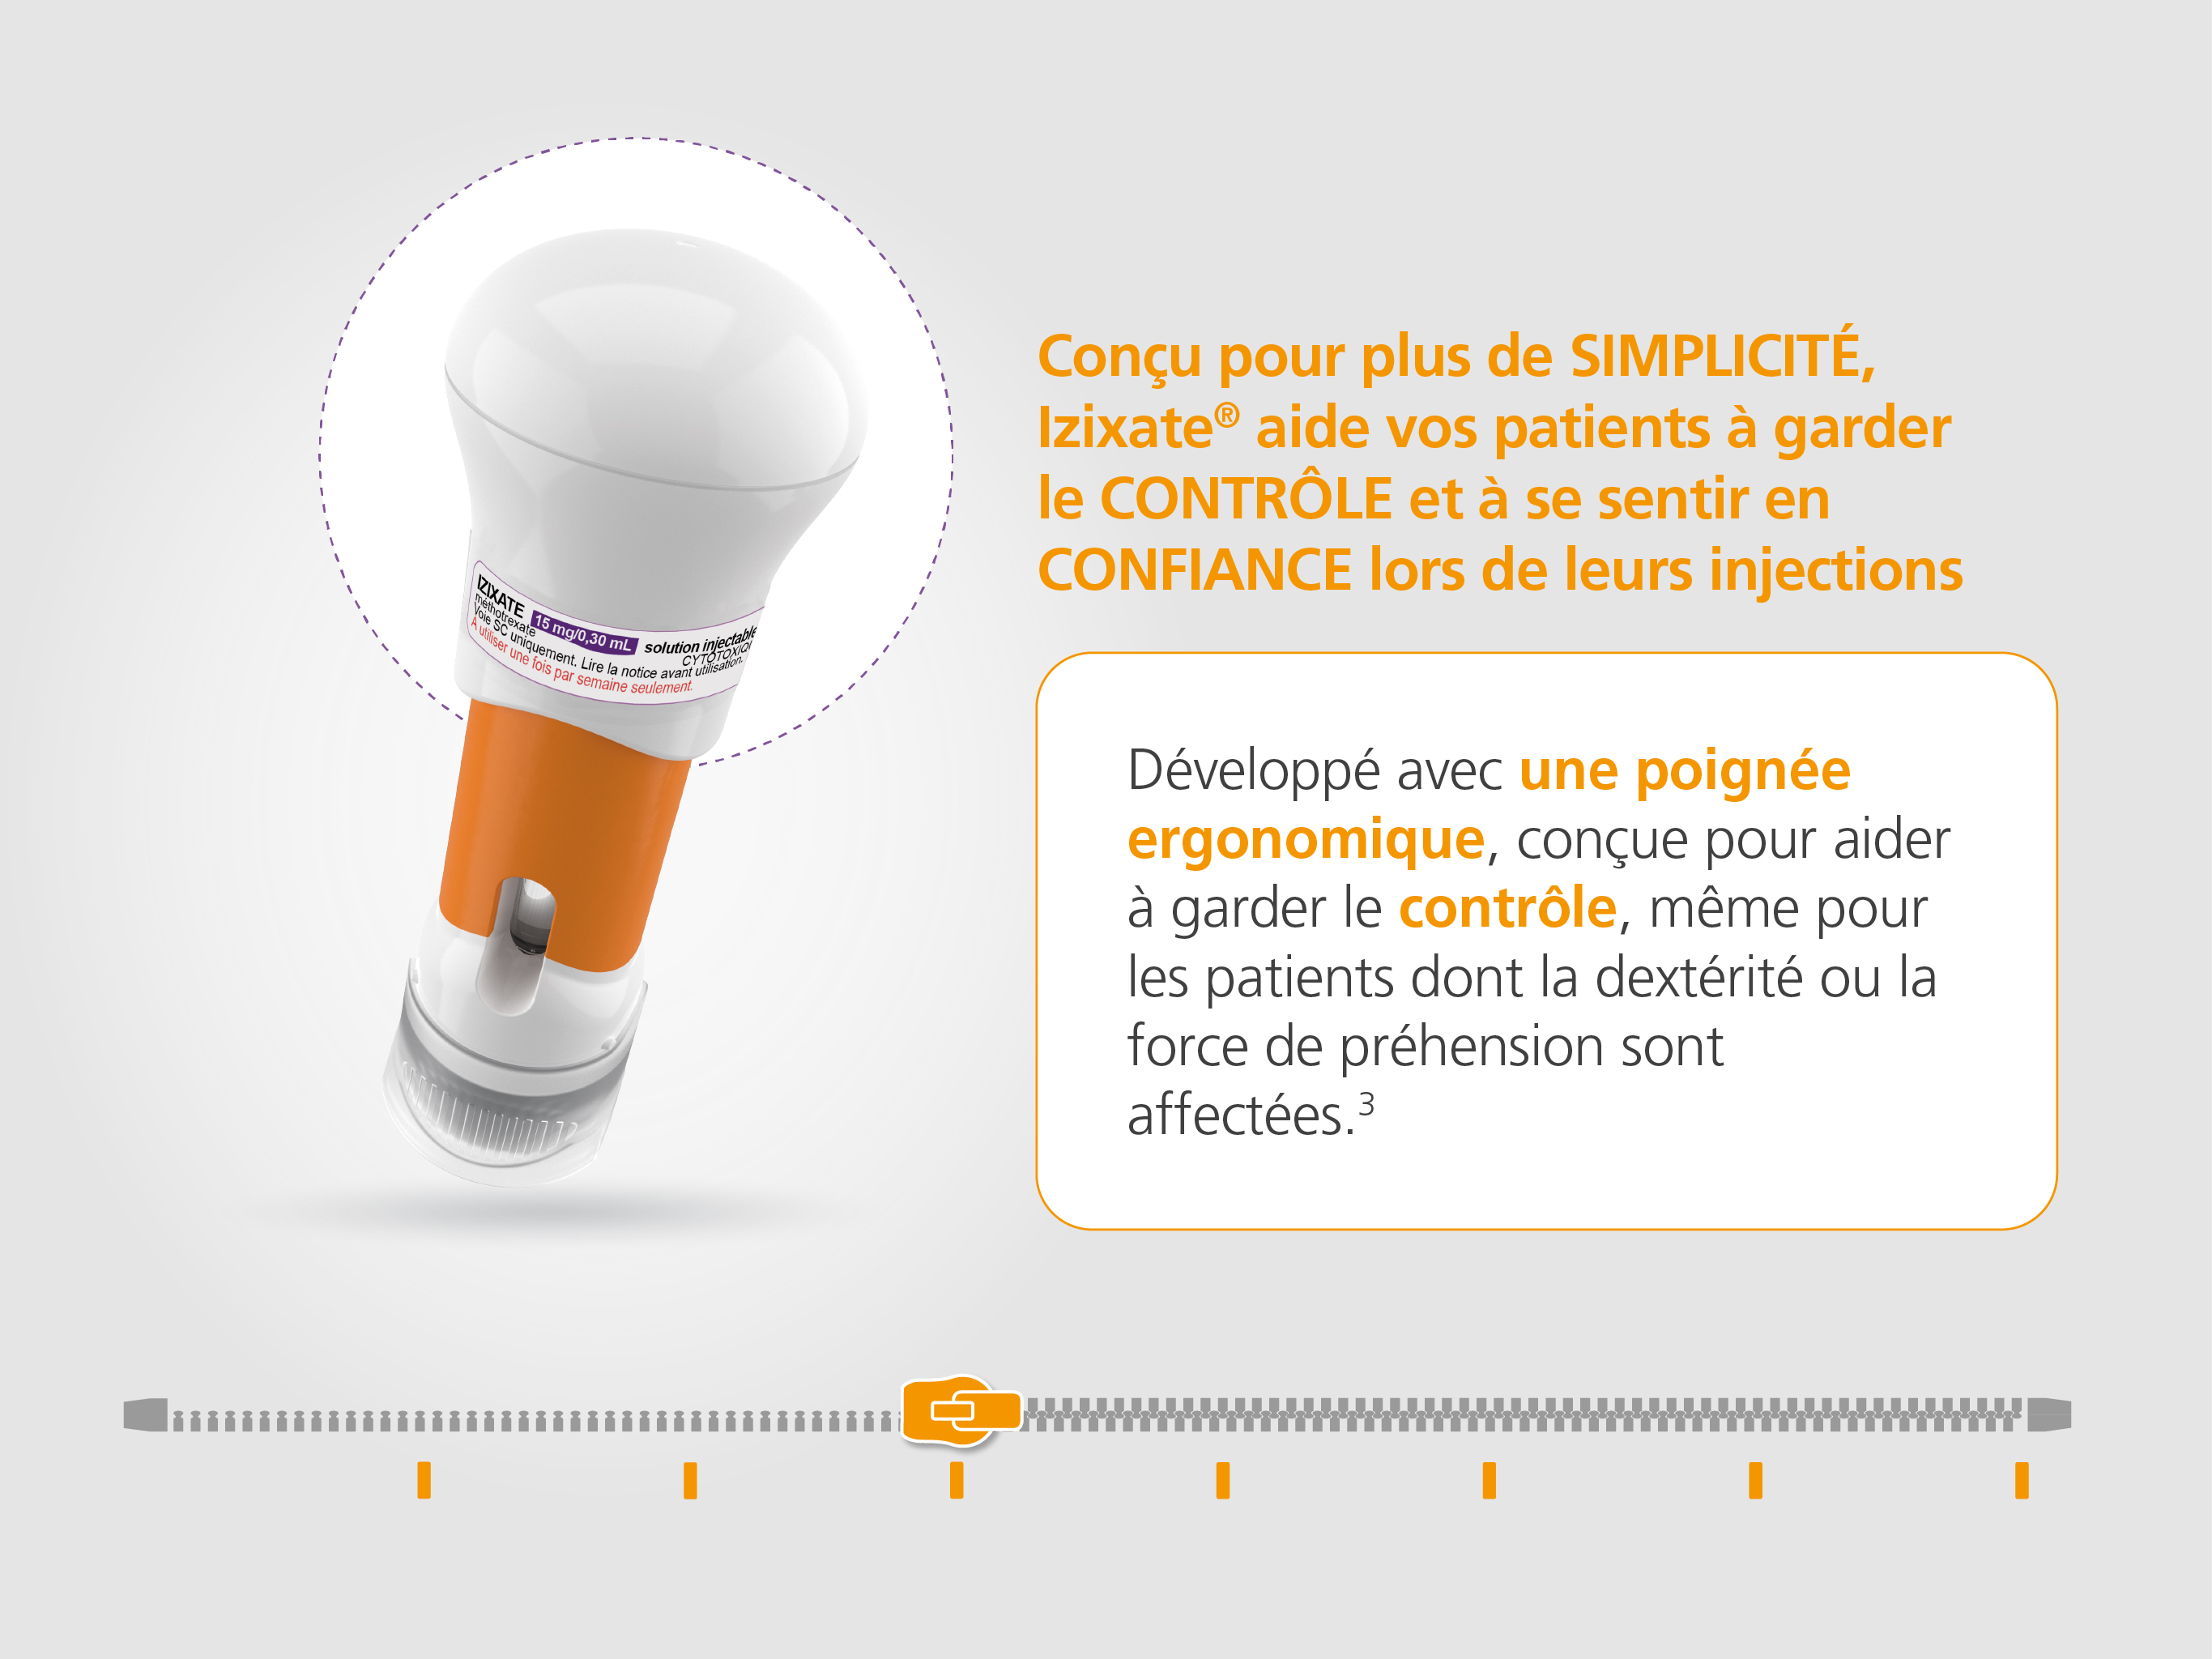 Conçu pour plus de SIMPLICITÉ,
Izixate® aide vos patients à garder
le CONTRÔLE et à se sentir en
CONFIANCE lors de leurs injections
IZIXATE
méthotrexate
15 mg/0,30 mL solution injectable
CYTOTOXIQ
Voie SC uniquement. Lire la notice avant utilisation.
A utiliser une fois par semaine seulement.
Développé avec une poignée
ergonomique, conçue pour aider
à garder le contrôle, même pour
les patients dont la dextérité ou la
force de préhension sont
affectées.3